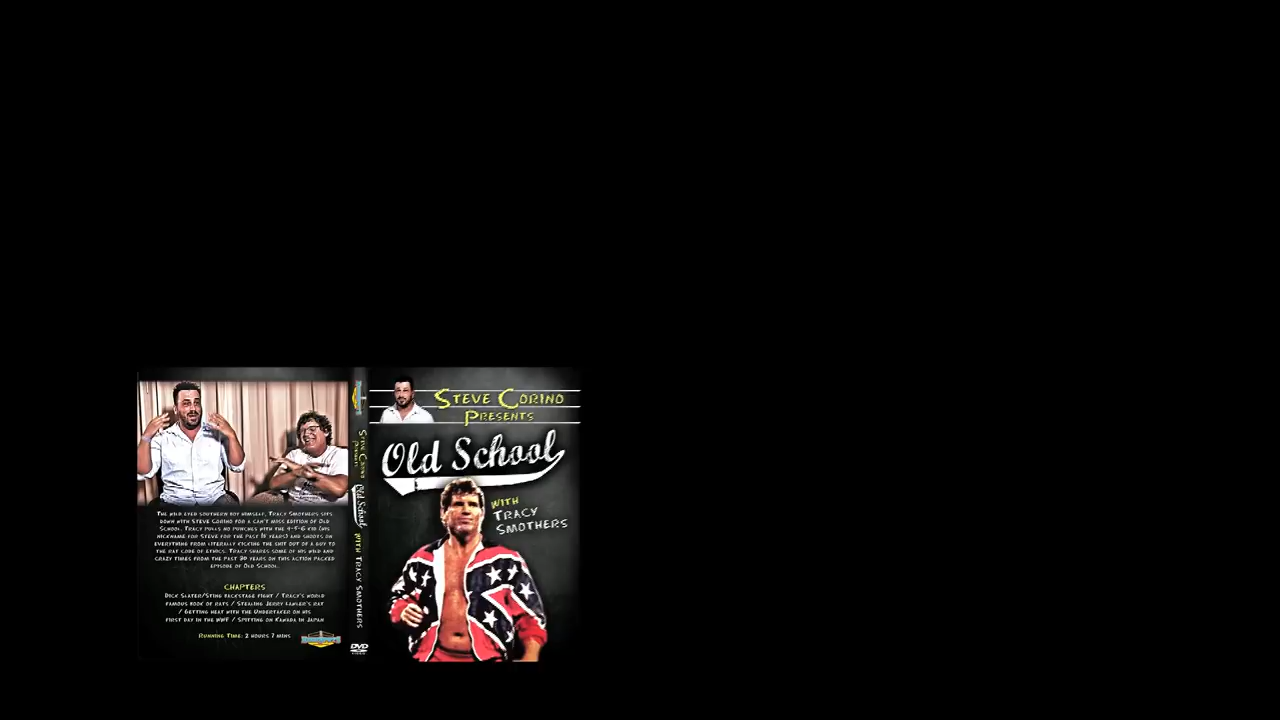 The wild eyed southern boy himself, Tracy Smothers sits
down with Steve Corino for a can't miss edition of Old
School. Tracy pulls no punches with the 4-5-6 kid (his
nickname for Steve for the past 18 years) and shoots on
everything from literally kicking the shit out of a guy to
the rat code of ethics. Tracy shares some of his wild and
crazy times from the past 30 years on this action packed
episode of Old School.
Chapters
Dick Slater/Sting backstage fight / Tracy's world
famous book of rats / Stealing Jerry Lawler's rat
/ Getting heat with the Undertaker on his
first day in the WWF / Spitting on Kanada in Japan
Running Time: 2 hours 7 mins
Steve Corino
Presents
Old School
with Tracy Smothers
DVD
VIDEO
Steve Corino
Presents
Old School
with
Tracy
Smothers